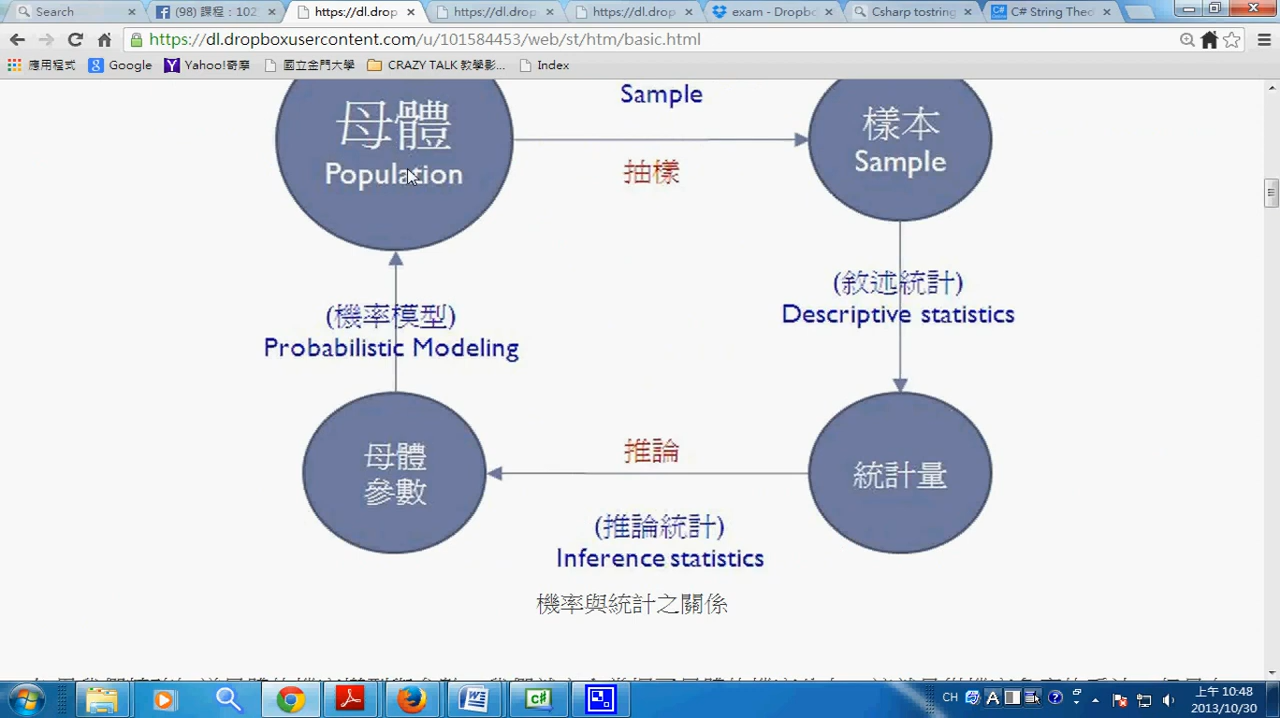 Search
(98) 課程：102
https://dl.drop
https://dl.drop
https://dl.drop
exam - Dropb
Csharp tostring
C# String Theo
https://dl.dropboxusercontent.com/u/101584453/web/st/htm/basic.html
應用程式
Google
Yahoo!奇摩
國立金門大學
CRAZY TALK 教學影...
Index
母體
Population
Sample
抽樣
樣本
Sample
(機率模型)
Probabilistic Modeling
(敘述統計)
Descriptive statistics
母體
參數
推論
(推論統計)
Inference statistics
統計量
機率與統計之關係
CH
上午 10:48
2013/10/30